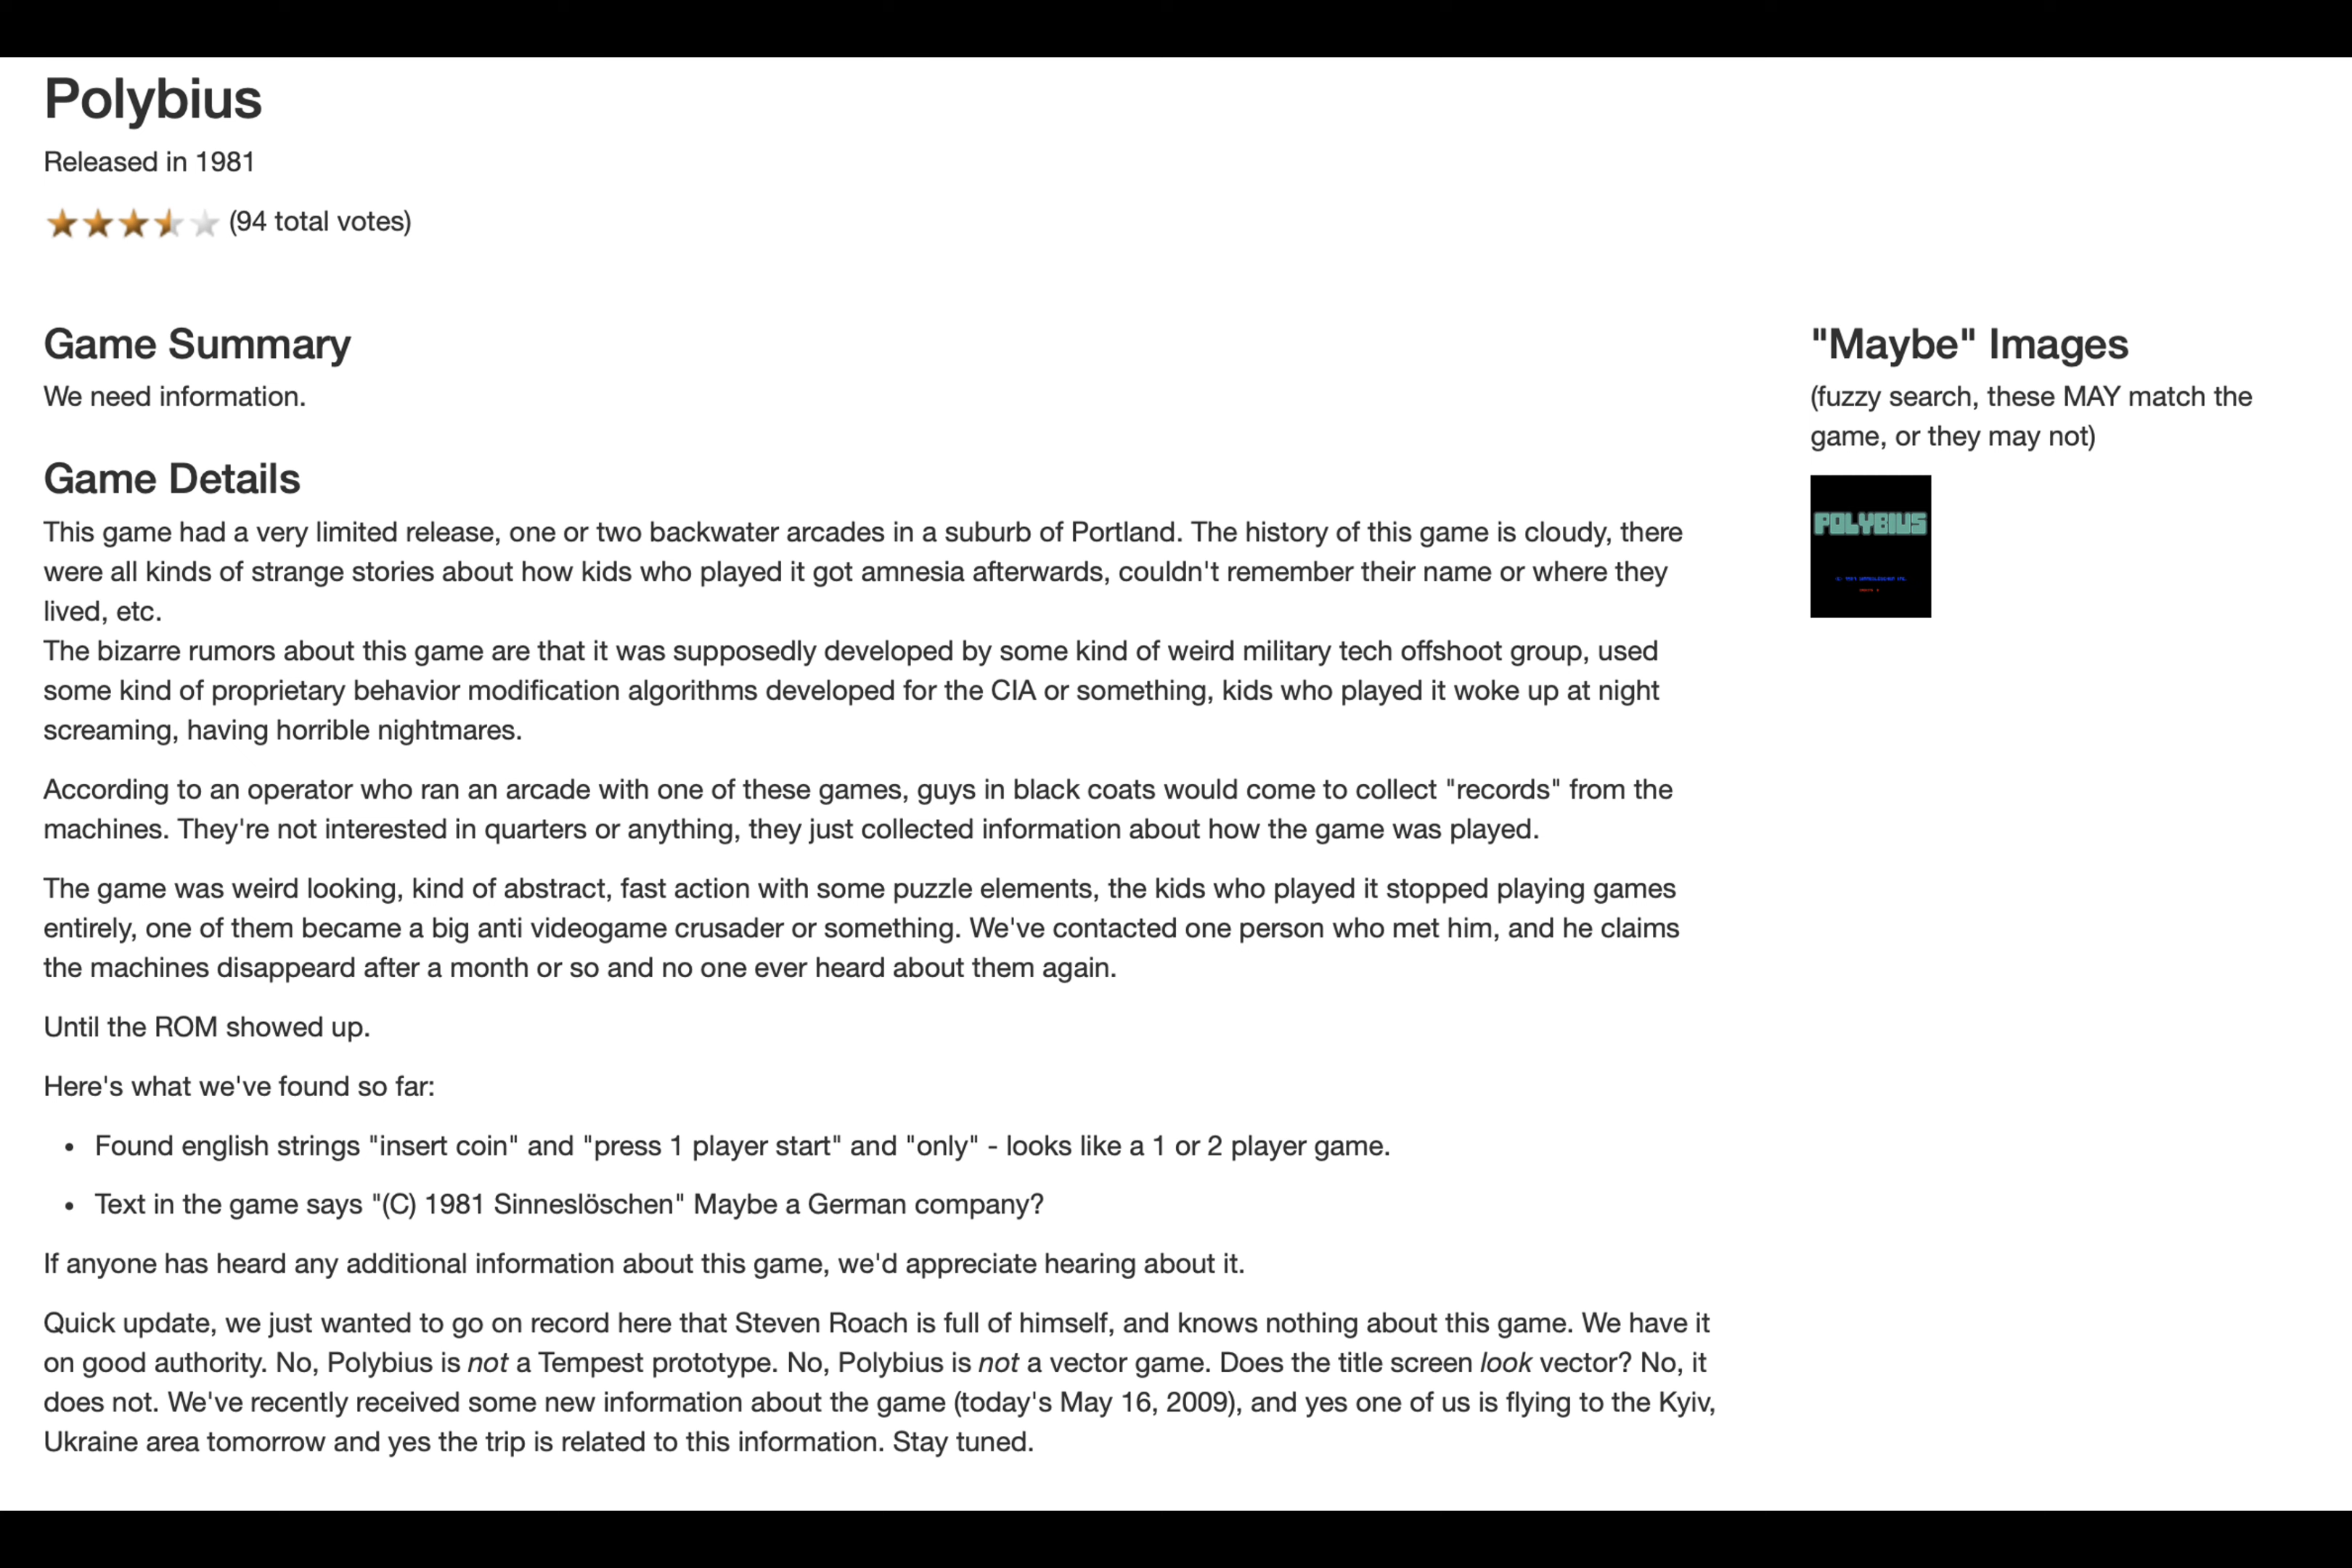 Polybius
Released in 1981
(94 total votes)
Game Summary
We need information.
Game Details
This game had a very limited release, one or two backwater arcades in a suburb of Portland. The history of this game is cloudy, there
were all kinds of strange stories about how kids who played it got amnesia afterwards, couldn't remember their name or where they
lived, etc.
The bizarre rumors about this game are that it was supposedly developed by some kind of weird military tech offshoot group, used
some kind of proprietary behavior modification algorithms developed for the CIA or something, kids who played it woke up at night
screaming, having horrible nightmares.
According to an operator who ran an arcade with one of these games, guys in black coats would come to collect "records" from the
machines. They're not interested in quarters or anything, they just collected information about how the game was played.
The game was weird looking, kind of abstract, fast action with some puzzle elements, the kids who played it stopped playing games
entirely, one of them became a big anti videogame crusader or something. We've contacted one person who met him, and he claims
the machines disappeard after a month or so and no one ever heard about them again.
Until the ROM showed up.
Here's what we've found so far:
• Found english strings "insert coin" and "press 1 player start" and "only" - looks like a 1 or 2 player game.
• Text in the game says "(C) 1981 Sinneslöschen" Maybe a German company?
If anyone has heard any additional information about this game, we'd appreciate hearing about it.
Quick update, we just wanted to go on record here that Steven Roach is full of himself, and knows nothing about this game. We have it
on good authority. No, Polybius is not a Tempest prototype. No, Polybius is not a vector game. Does the title screen look vector? No, it
does not. We've recently received some new information about the game (today's May 16, 2009), and yes one of us is flying to the Kyiv,
Ukraine area tomorrow and yes the trip is related to this information. Stay tuned.
"Maybe" Images
(fuzzy search, these MAY match the
game, or they may not)
POLYBIUS